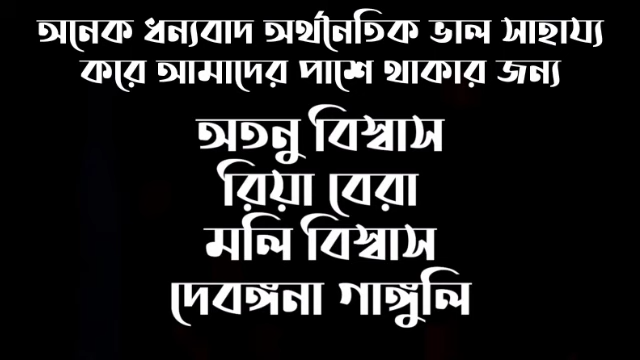 অনেক ধন্যবাদ অর্থনৈতিক ভাল সাহায্য
করে আমাদের পাশে থাকার জন্য
অতনু বিশ্বাস
রিয়া বেরা
মলি বিশ্বাস
দেবঙ্গনা গাঙ্গুলি